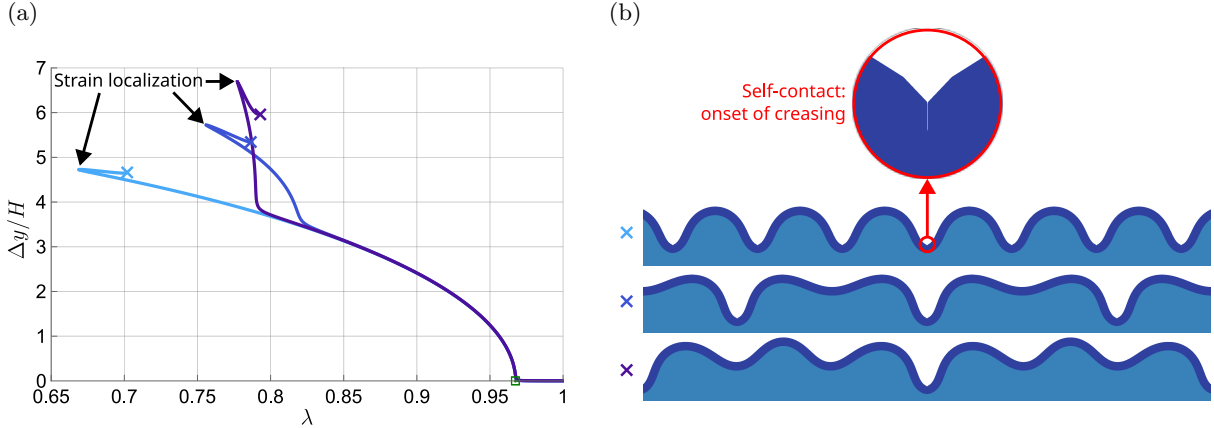 (a)
(b)
Strain localization
Self-contact:
onset of creasing
7
6
5
4
3
2
1
0
Δy/H
0.65 0.7 0.75 0.8 0.85 0.9 0.95 1
λ